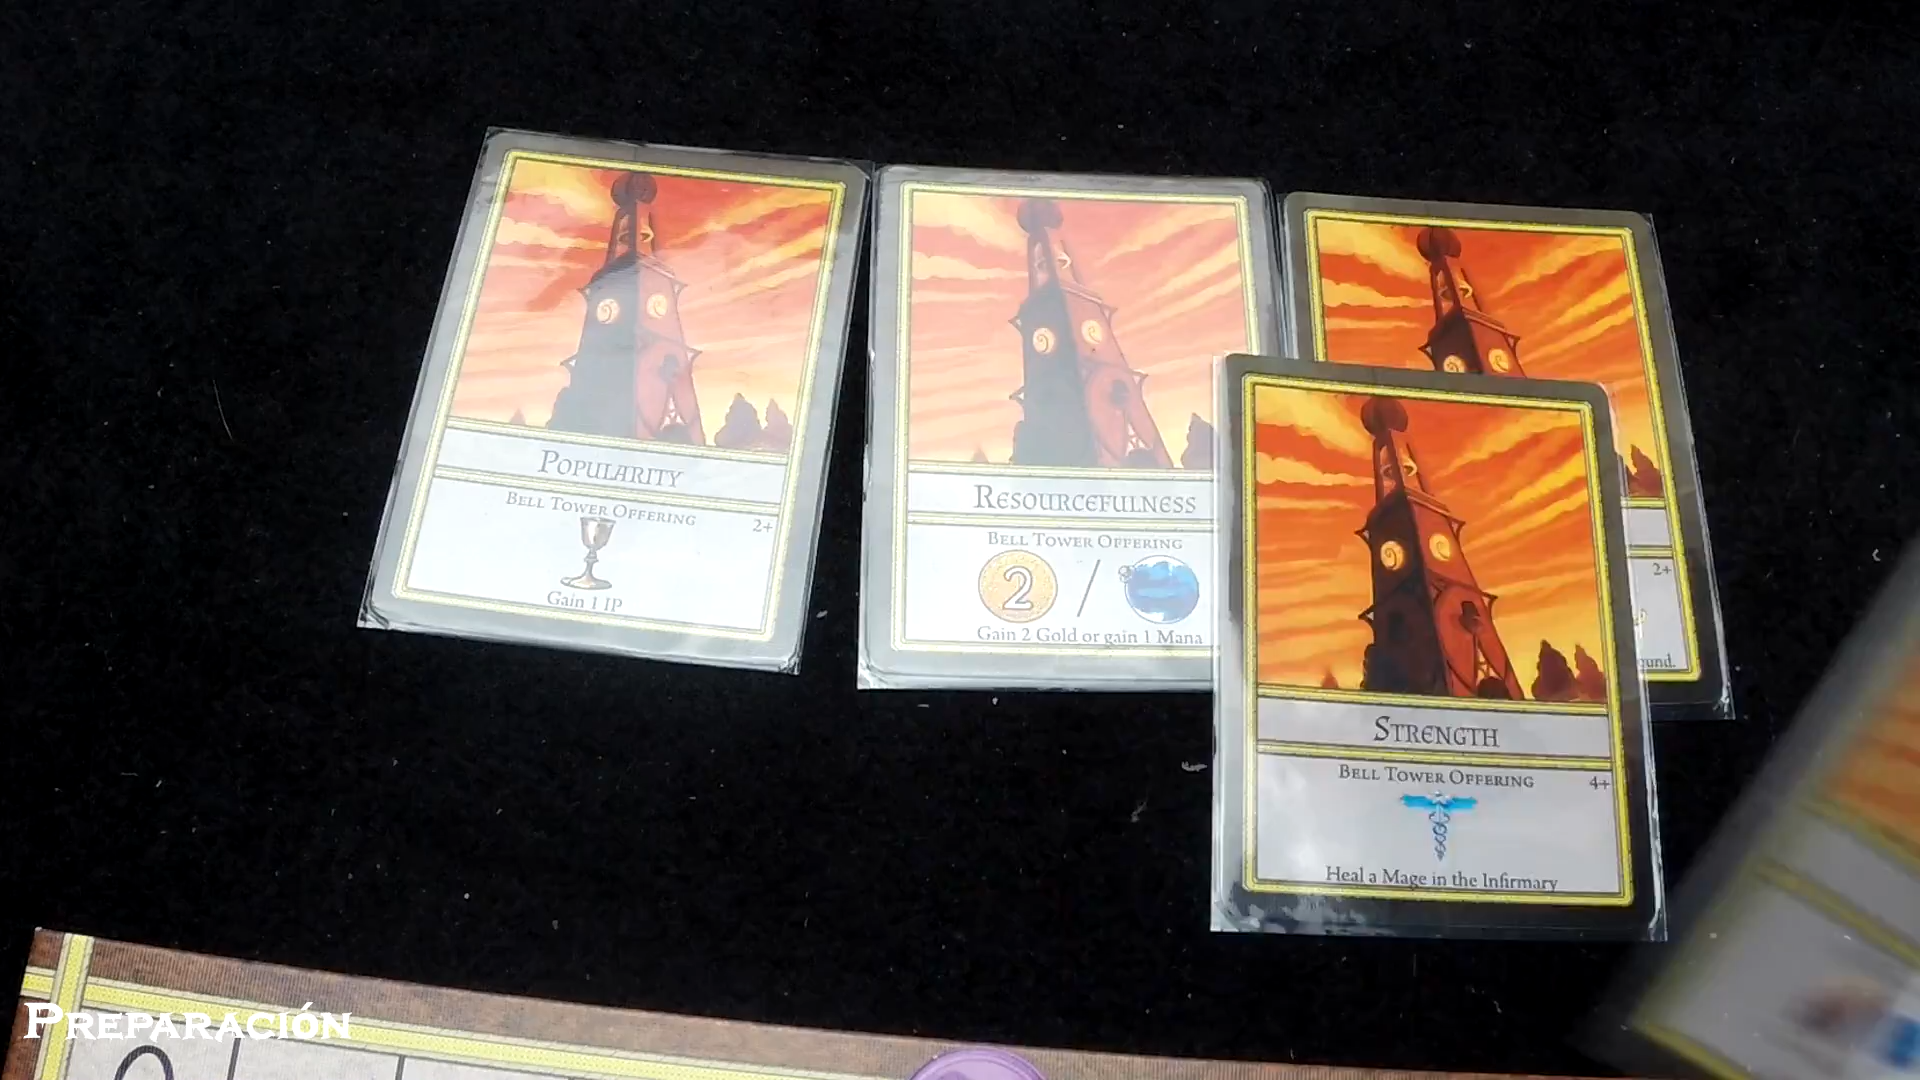 Popularity
Bell Tower Offering
2+
Gain 1 IP
Resourcefulness
Bell Tower Offering
2 /
Gain 2 Gold or gain 1 Mana
2+
Strength
Bell Tower Offering
4+
Heal a Mage in the Infirmary
Preparación